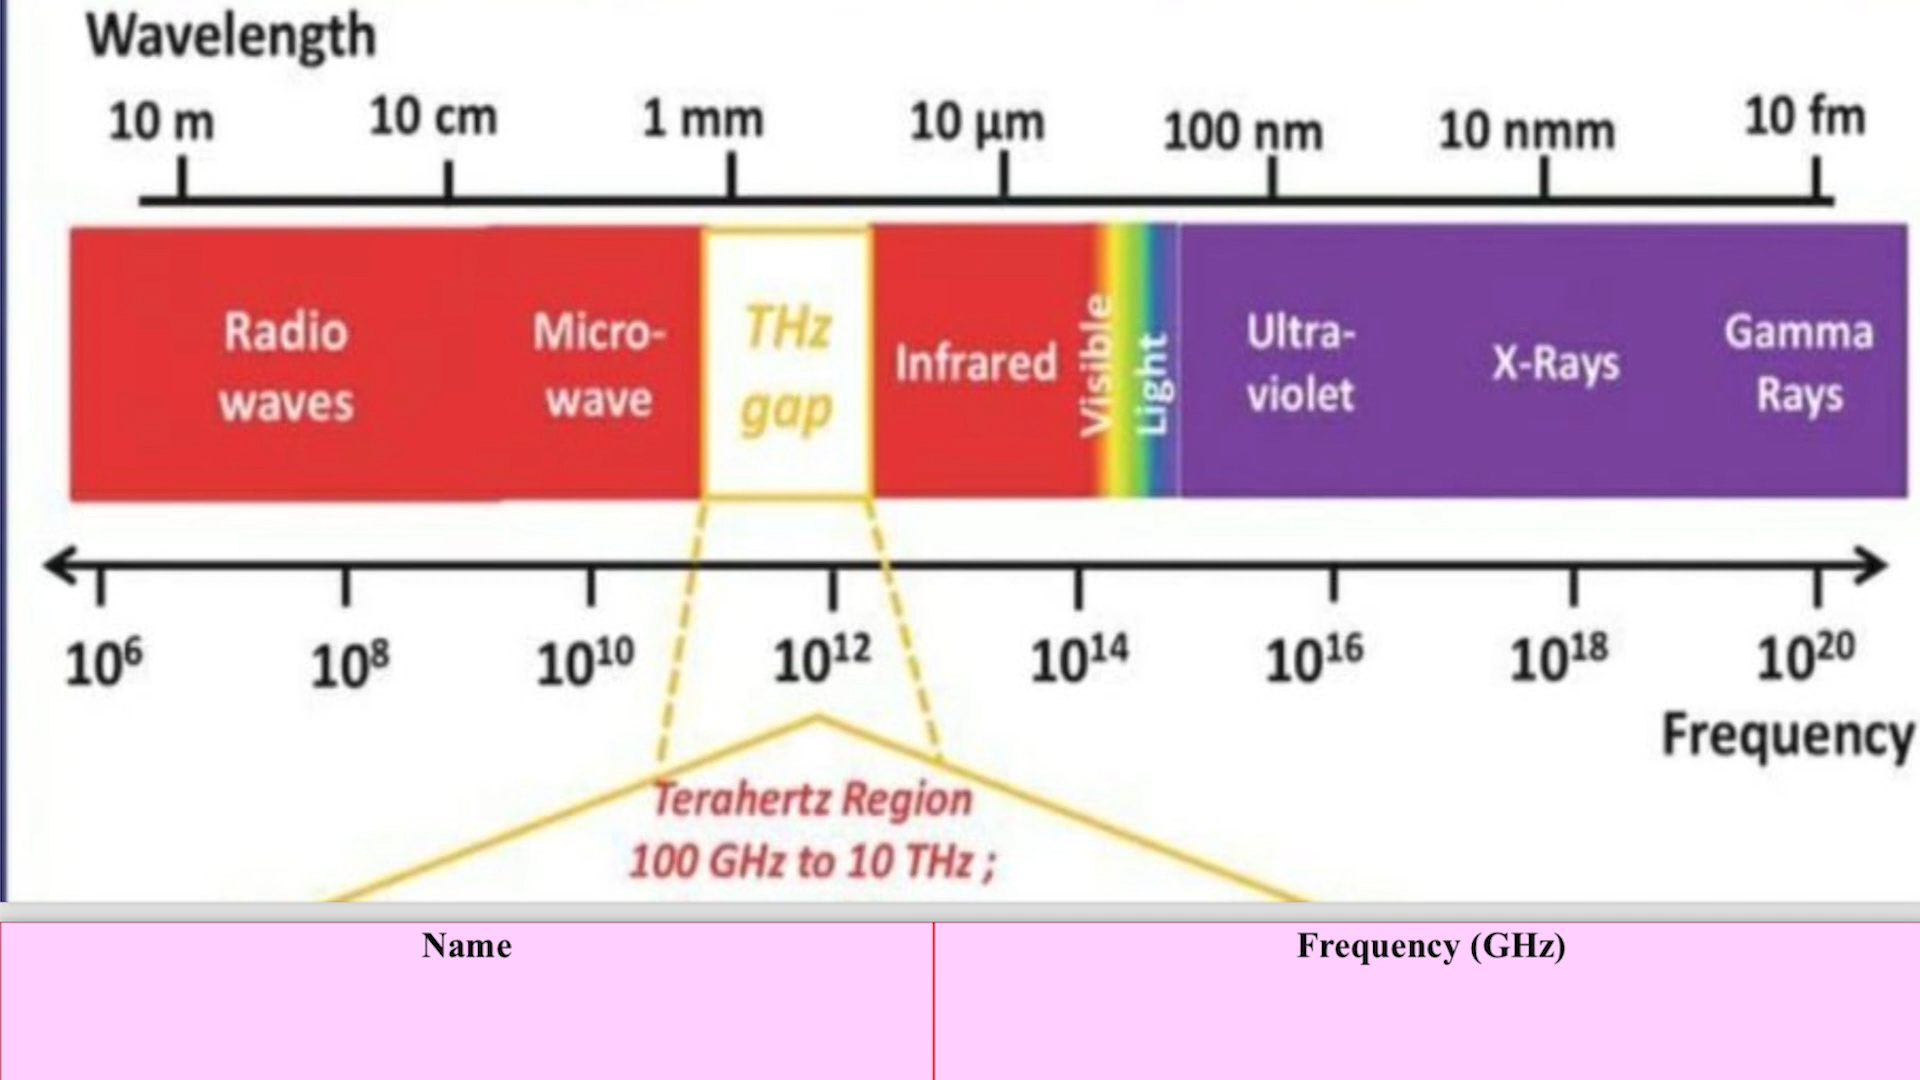 Wavelength
10 m 10 cm 1 mm 10 μm 100 nm 10 nmm 10 fm
Radio
waves
Micro-
wave
THz
gap
Infrared
Visible
Light
Ultra-
violet
X-Rays
Gamma
Rays
10⁶ 10⁸ 10¹⁰ 10¹² 10¹⁴ 10¹⁶ 10¹⁸ 10²⁰
Frequency
Terahertz Region
100 GHz to 10 THz ;
Name Frequency (GHz)